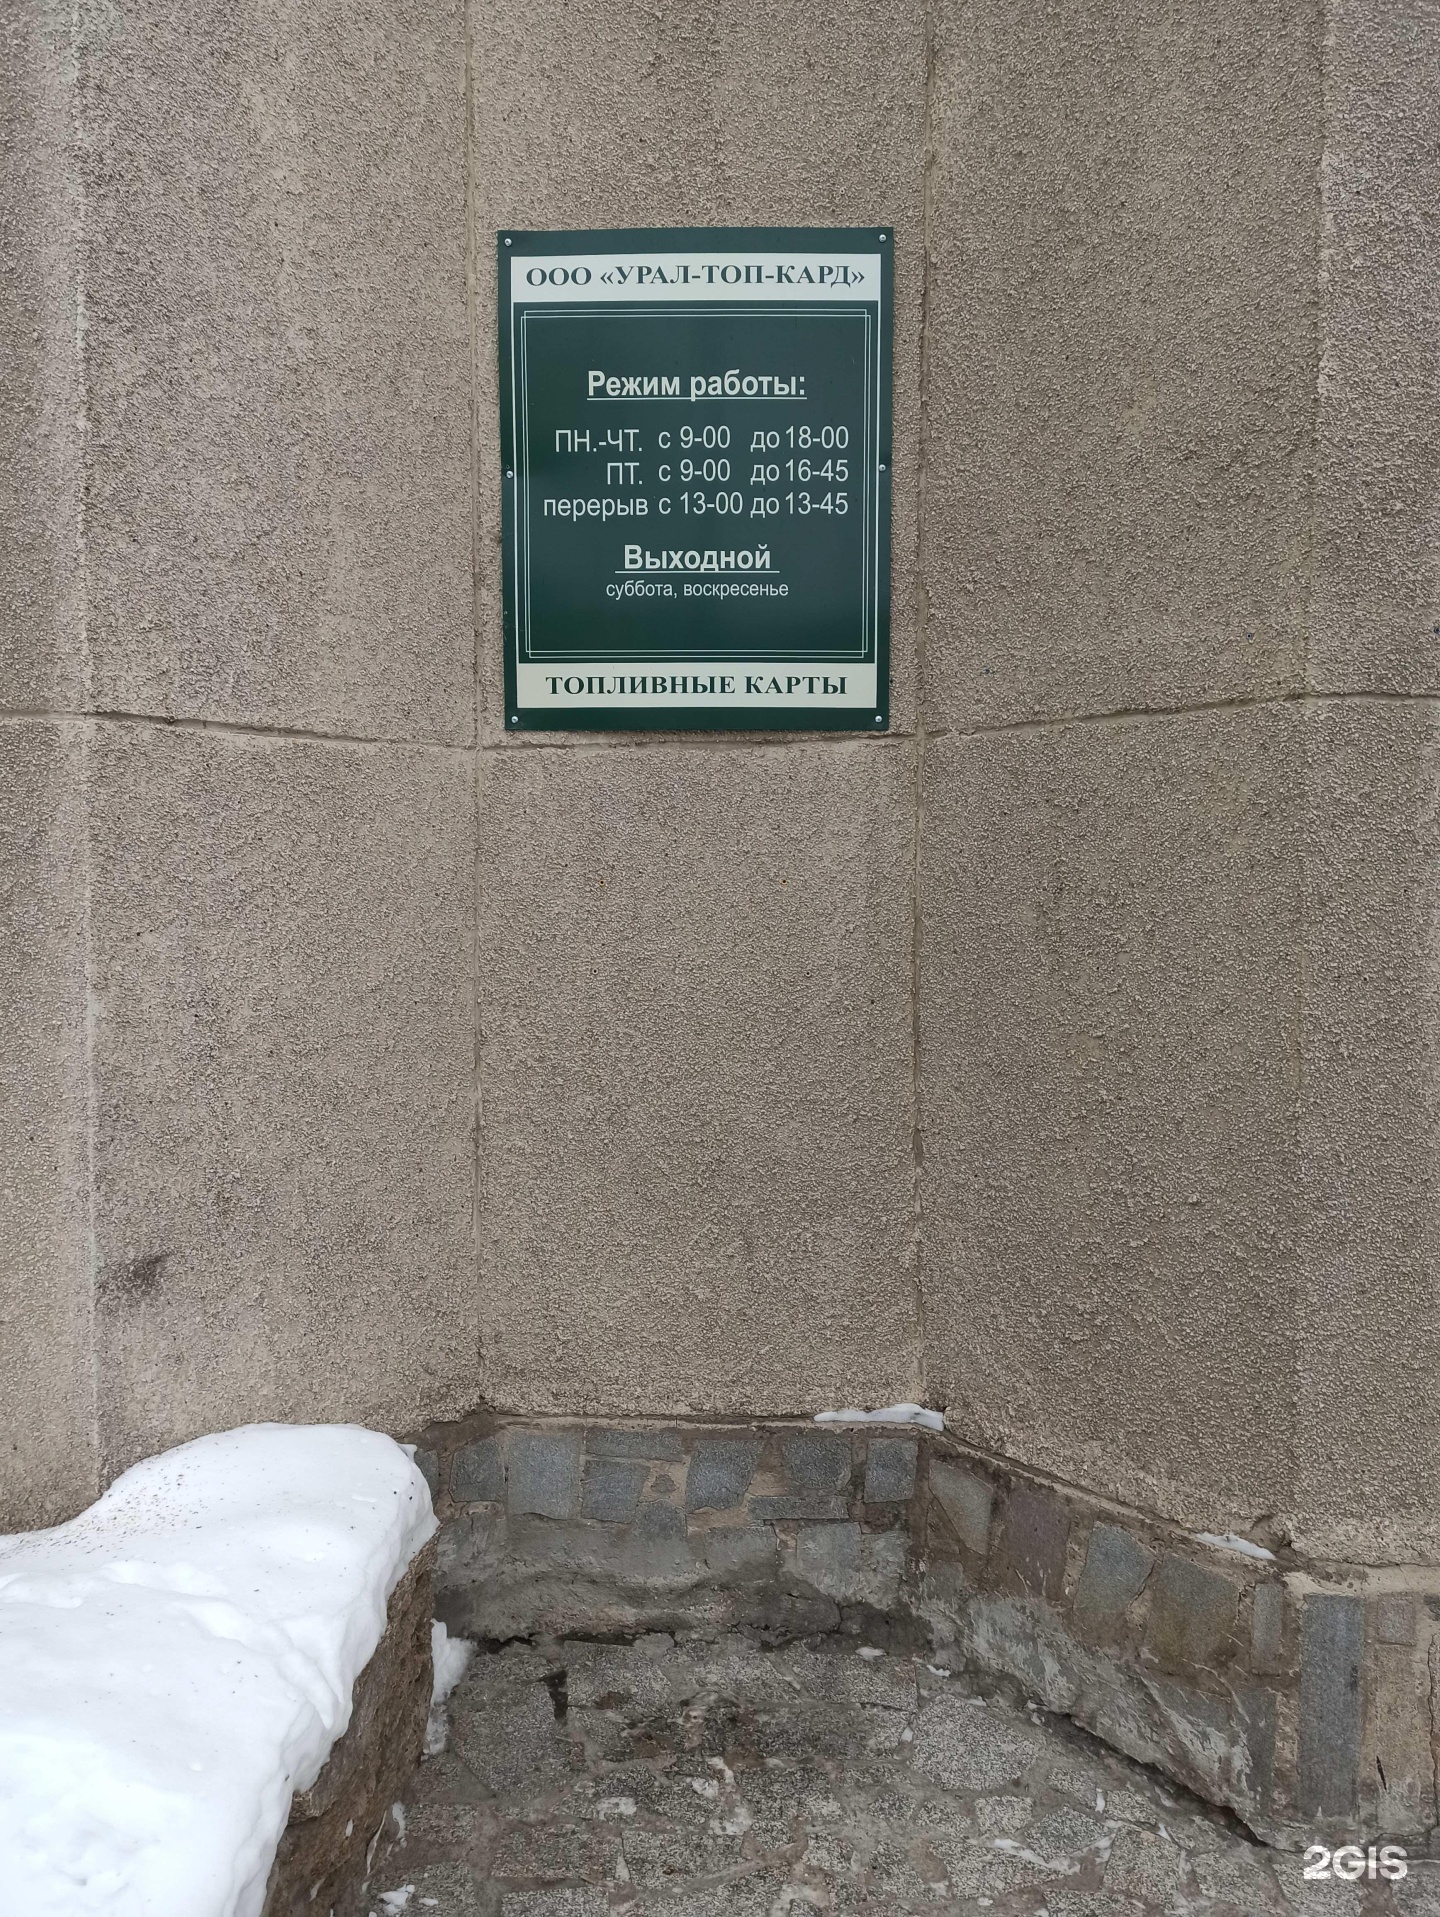 ООО «УРАЛ-ТОП-КАРД»
Режим работы:
ПН.-ЧТ. с 9-00 до 18-00
ПТ. с 9-00 до 16-45
перерыв с 13-00 до 13-45
Выходной
суббота, воскресенье
ТОПЛИВНЫЕ КАРТЫ
2GIS